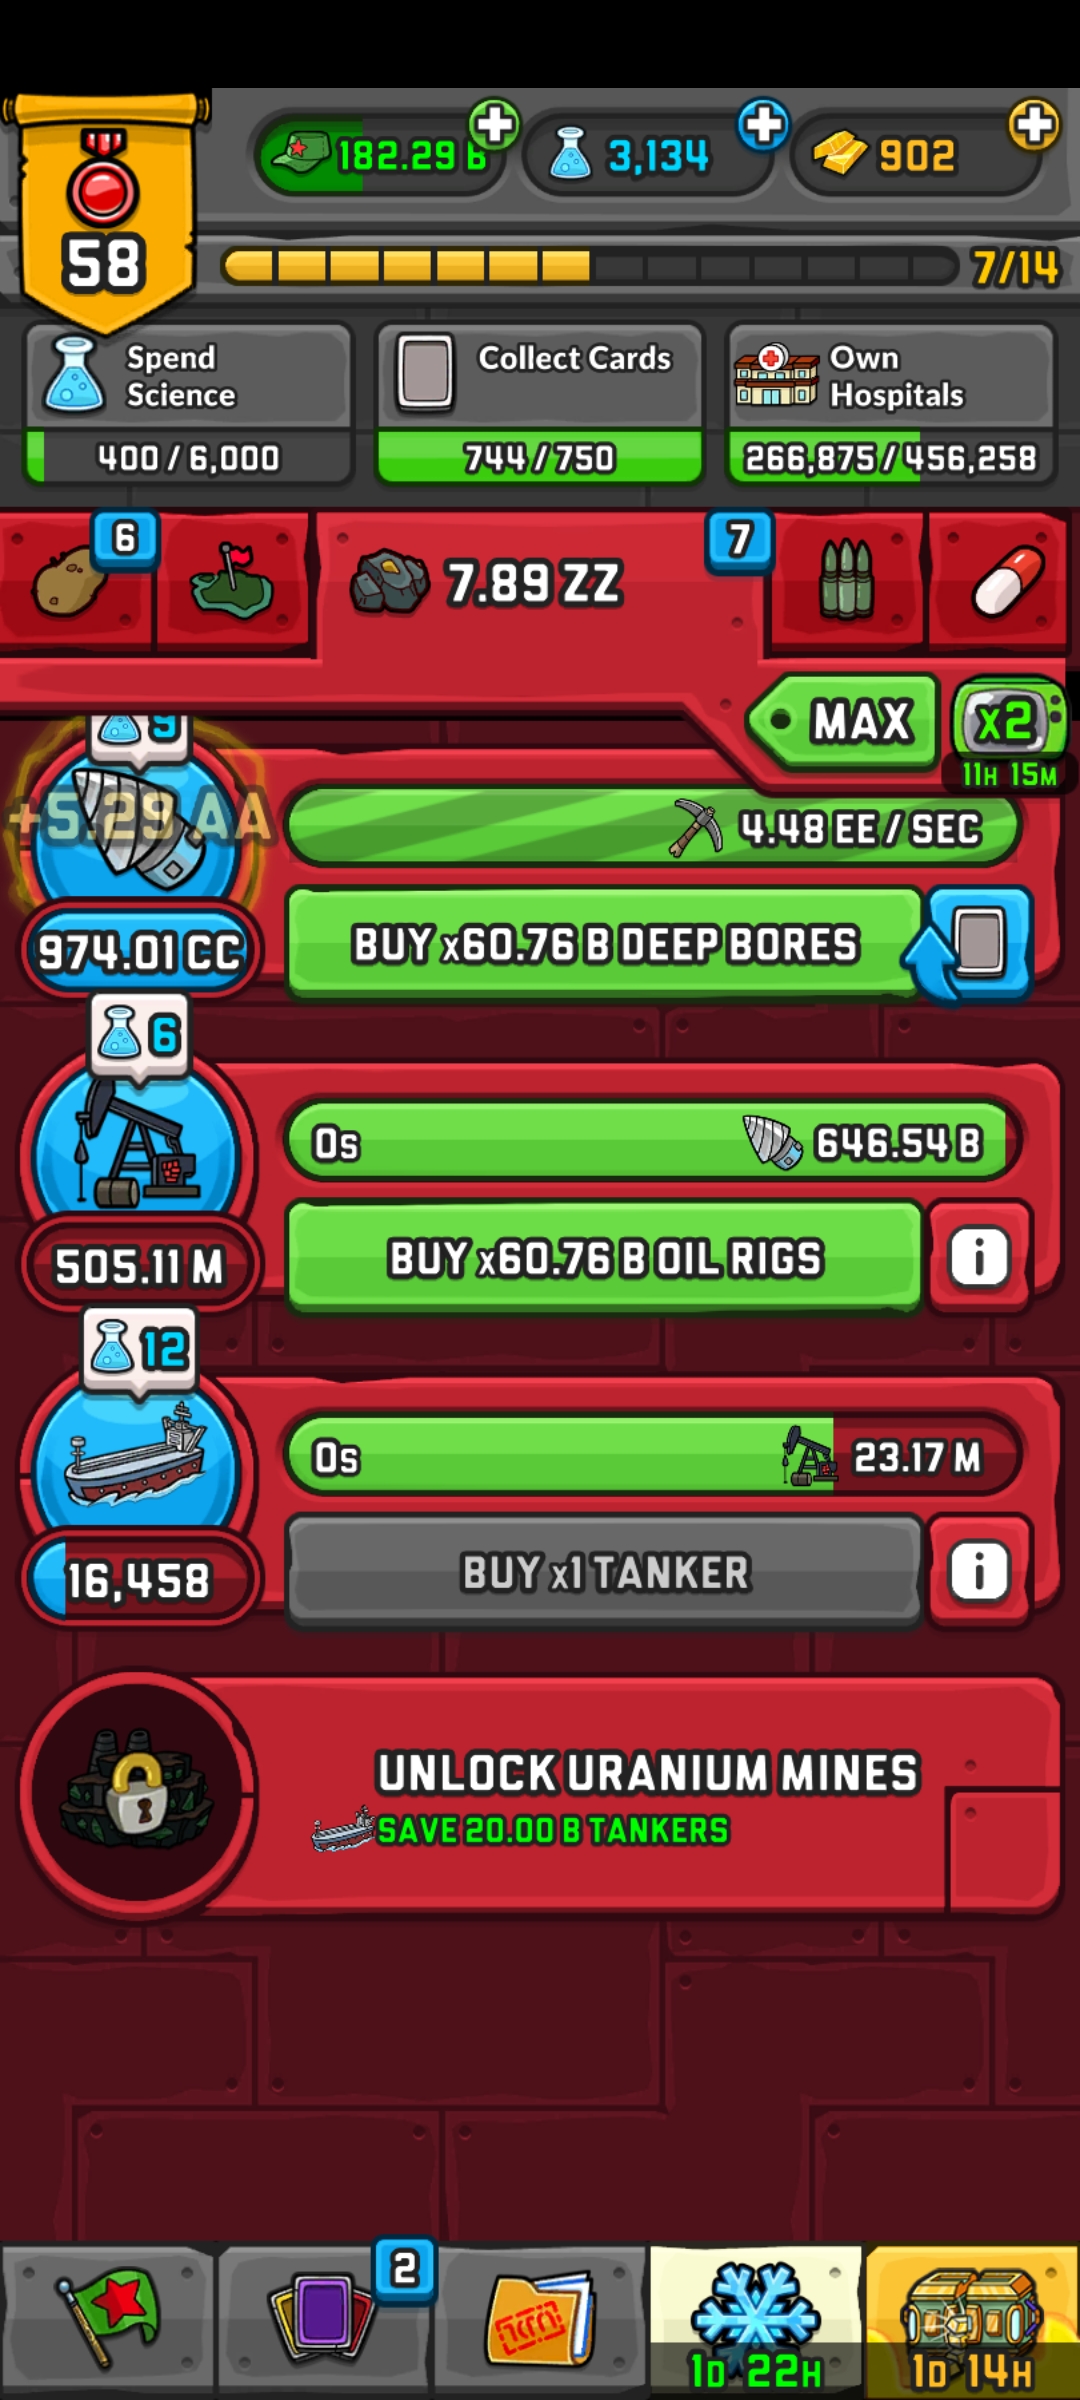 58
182.29 B
3,134
902
7/14
Spend
Science
400 / 6,000
Collect Cards
744 / 750
Own
Hospitals
266,875 / 456,258
6
7.89 ZZ
7
MAX
x2
11H 15M
9
+5.29 AA
4.48 EE / SEC
974.01 CC
BUY x60.76 B DEEP BORES
6
0s
646.54 B
505.11 M
BUY x60.76 B OIL RIGS
i
12
0s
23.17 M
16,458
BUY x1 TANKER
i
UNLOCK URANIUM MINES
SAVE 20.00 B TANKERS
2
1D 22H
1D 14H